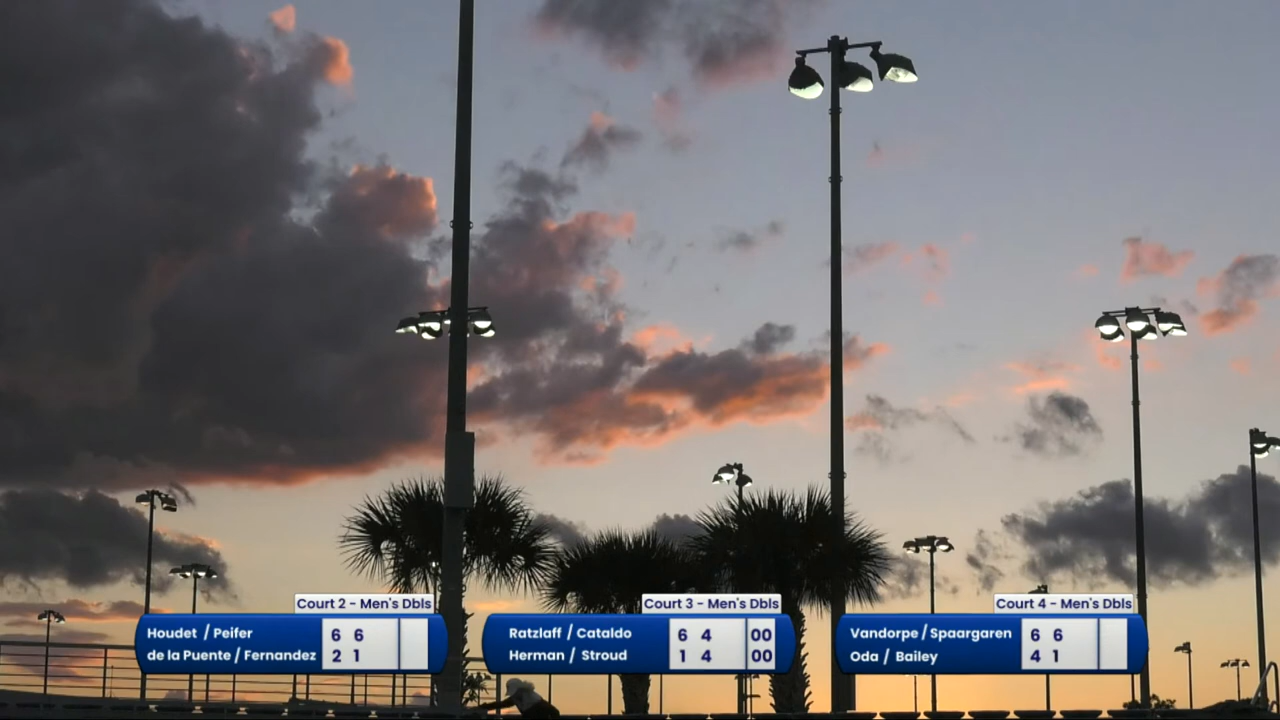 Court 2 - Men's Dbls
Houdet / Peifer 6 6
de la Puente / Fernandez 2 1
Court 3 - Men's Dbls
Ratzlaff / Cataldo 6 4 00
Herman / Stroud 1 4 00
Court 4 - Men's Dbls
Vandorpe / Spaargaren 6 6
Oda / Bailey 4 1